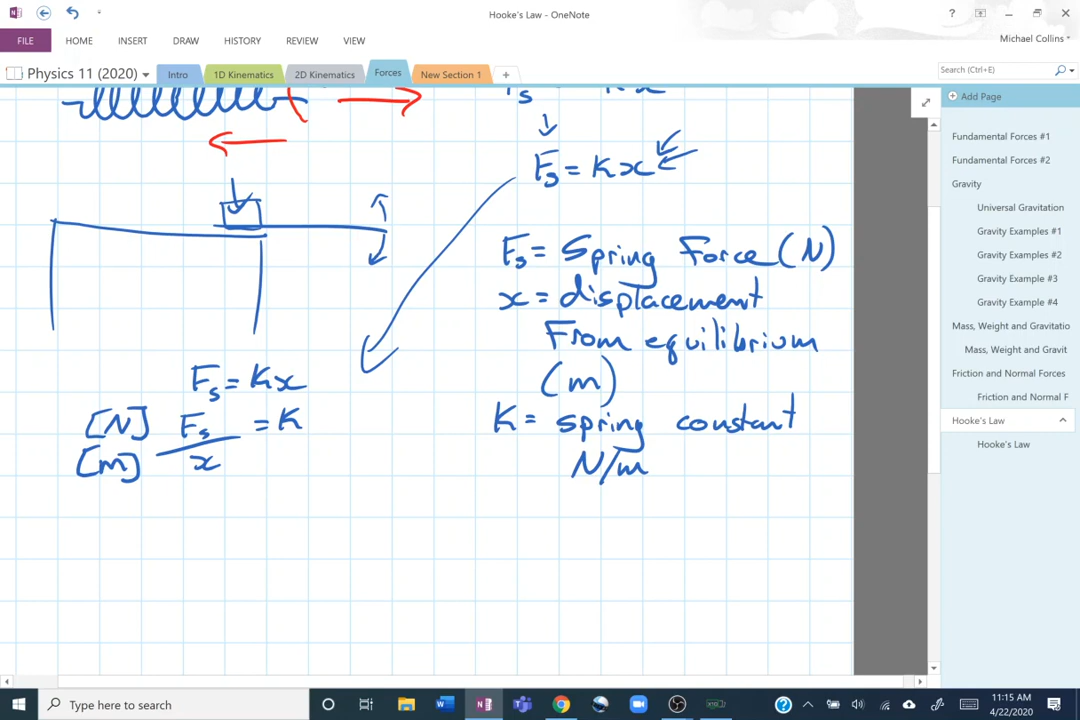 Hooke's Law - OneNote
?
FILE
HOME
INSERT
DRAW
HISTORY
REVIEW
VIEW
Michael Collins
Physics 11 (2020)
Intro
1D Kinematics
2D Kinematics
Forces
New Section 1
+
Search (Ctrl+E)
Add Page
Fundamental Forces #1
Fundamental Forces #2
Gravity
Universal Gravitation
Gravity Examples #1
Gravity Examples #2
Gravity Example #3
Gravity Example #4
Mass, Weight and Gravitatio
Mass, Weight and Gravit
Friction and Normal Forces
Friction and Normal F
Hooke's Law
Hooke's Law
Fs = Kx
Fs = Spring Force (N)
x = displacement
From equilibrium
(m)
K = spring constant
N/m
Fs = Kx
[N] Fs = K
[m] x
Type here to search
11:15 AM
4/22/2020